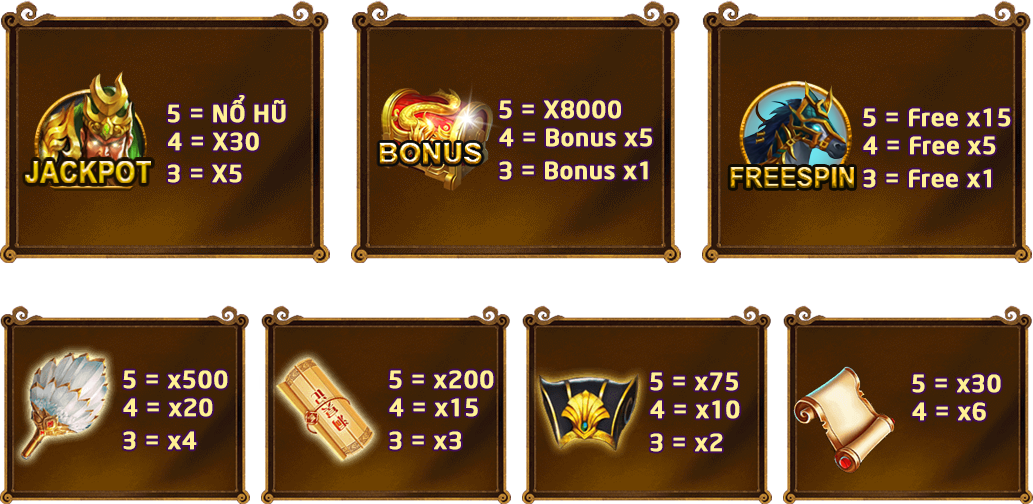 JACKPOT
5 = NỔ HŨ
4 = X30
3 = X5
BONUS
5 = X8000
4 = Bonus x5
3 = Bonus x1
FREESPIN
5 = Free x15
4 = Free x5
3 = Free x1
5 = x500
4 = x20
3 = x4
5 = x200
4 = x15
3 = x3
5 = x75
4 = x10
3 = x2
5 = x30
4 = x6